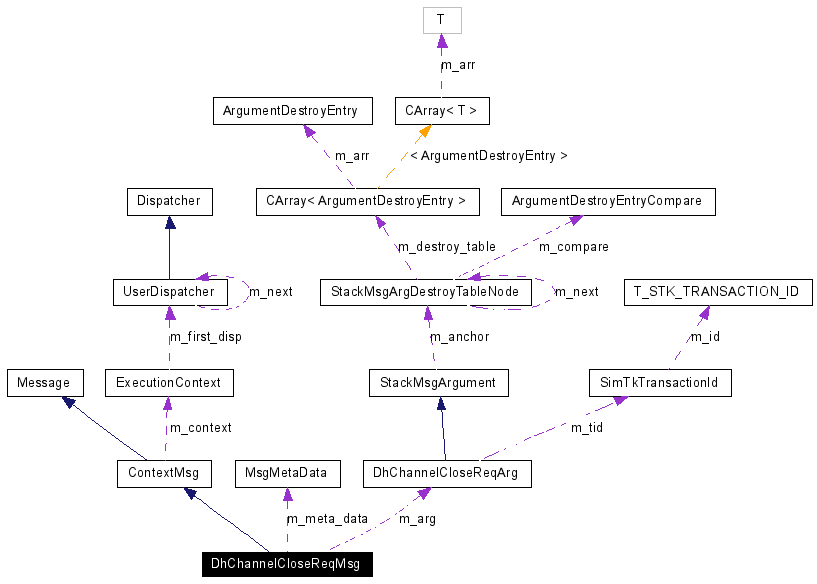 T
m_arr
ArgumentDestroyEntry
CArray< T >
m_arr
< ArgumentDestroyEntry >
Dispatcher
CArray< ArgumentDestroyEntry >
ArgumentDestroyEntryCompare
m_destroy_table
m_compare
UserDispatcher
m_next
StackMsgArgDestroyTableNode
m_next
T_STK_TRANSACTION_ID
m_first_disp
m_anchor
m_id
Message
ExecutionContext
StackMsgArgument
SimTkTransactionId
m_context
m_tid
ContextMsg
MsgMetaData
DhChannelCloseReqArg
m_meta_data
m_arg
DhChannelCloseReqMsg